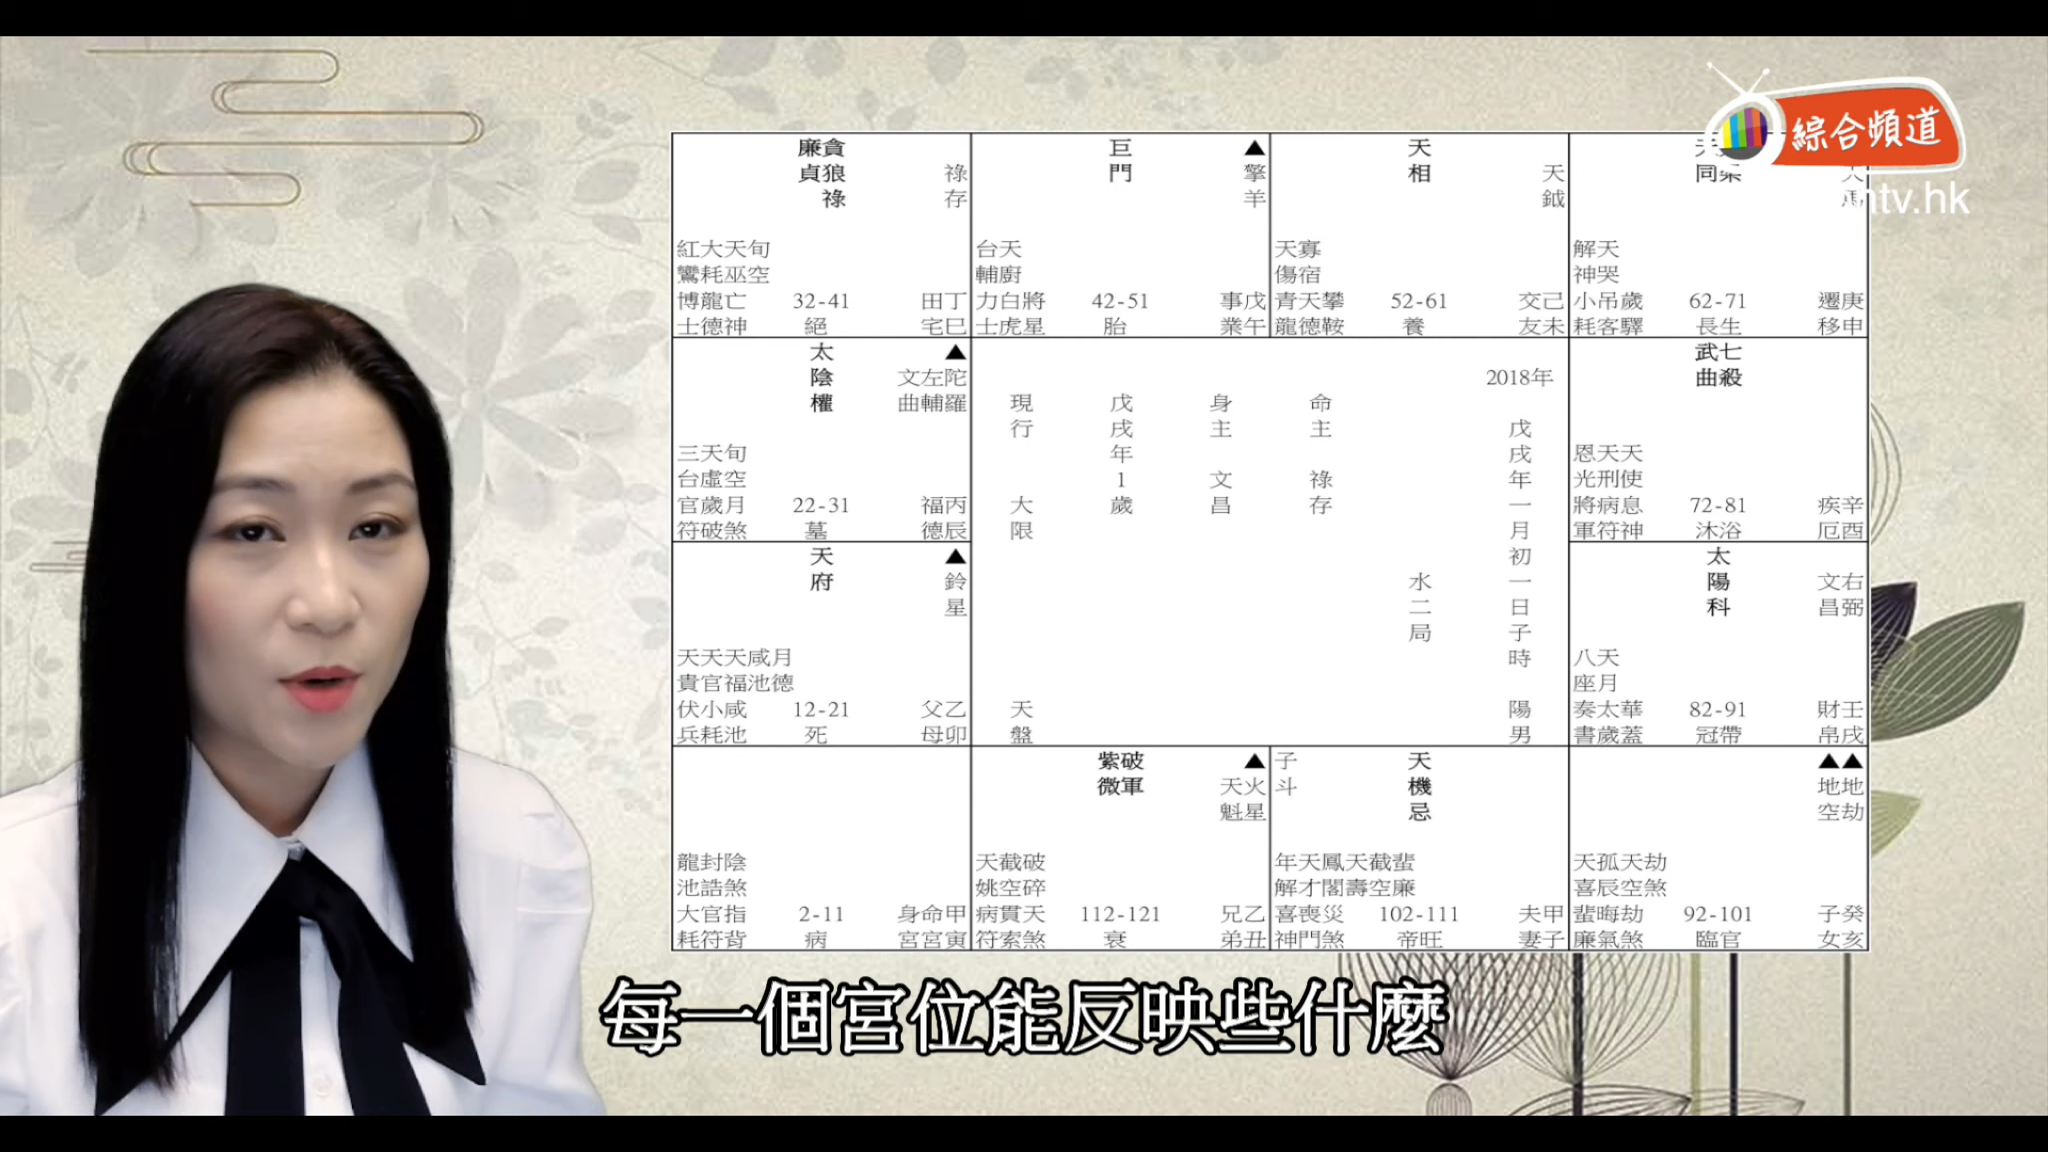 綜合頻道
ntv.hk
廉貪
貞狼 祿
祿 存
紅大天旬
鸞耗巫空
博龍亡 32-41 田丁
士德神 絕 宅巳
巨 ▲
門 擎
羊
台天
輔廚
力白將 42-51 事戊
士虎星 胎 業午
天
相 天
鉞
天寡
傷宿
青天攀 52-61 交己
龍德鞍 養 友未
同梁
解天
神哭
小吊歲 62-71 遷庚
耗客驛 長生 移申
太 ▲
陰 文左陀
權 曲輔羅
三天旬
台虛空
官歲月 22-31 福丙
符破煞 墓 德辰
2018年
戊戌年一月初一日子時 陽男
水二局
命主 祿存
身主 文昌
戊戌年1歲
現行 大限 天盤
武七
曲殺
恩天天
光刑使
將病息 72-81 疾辛
軍符神 沐浴 厄酉
天 ▲
府 鈴
星
天天天咸月
貴官福池德
伏小咸 12-21 父乙
兵耗池 死 母卯
太
陽 文右
科 昌弼
八天
座月
奏太華 82-91 財壬
書歲蓋 冠帶 帛戌
龍封陰
池誥煞
大官指 2-11 身命甲
耗符背 病 宮宮寅
紫破 ▲
微軍 天火
魁星
天截破
姚空碎
病貫天 112-121 兄乙
符索煞 衰 弟丑
子 天
斗 機
忌
年天鳳天截蜚
解才閣壽空廉
喜喪災 102-111 夫甲
神門煞 帝旺 妻子
▲▲
地地
空劫
天孤天劫
喜辰空煞
蜚晦劫 92-101 子癸
廉氣煞 臨官 女亥
每一個宮位能反映些什麼